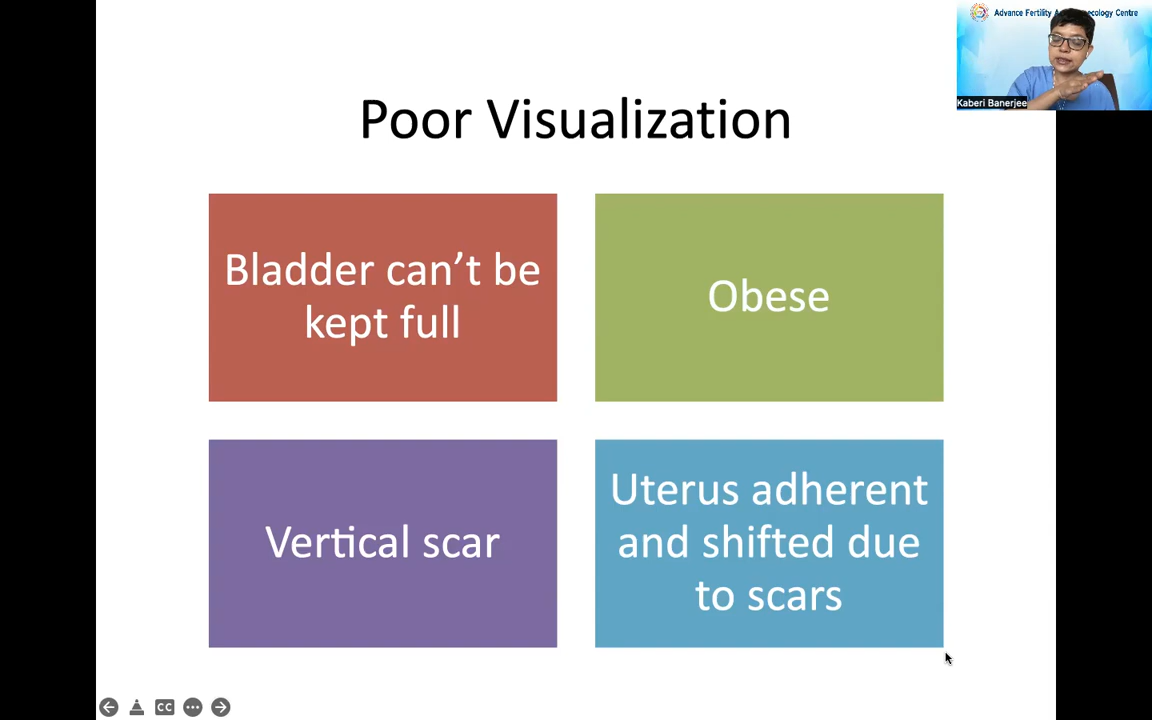 Advance Fertility A
ecology Centre
Kaberi Banerjee
Poor Visualization
Bladder can’t be
kept full
Obese
Vertical scar
Uterus adherent
and shifted due
to scars
CC